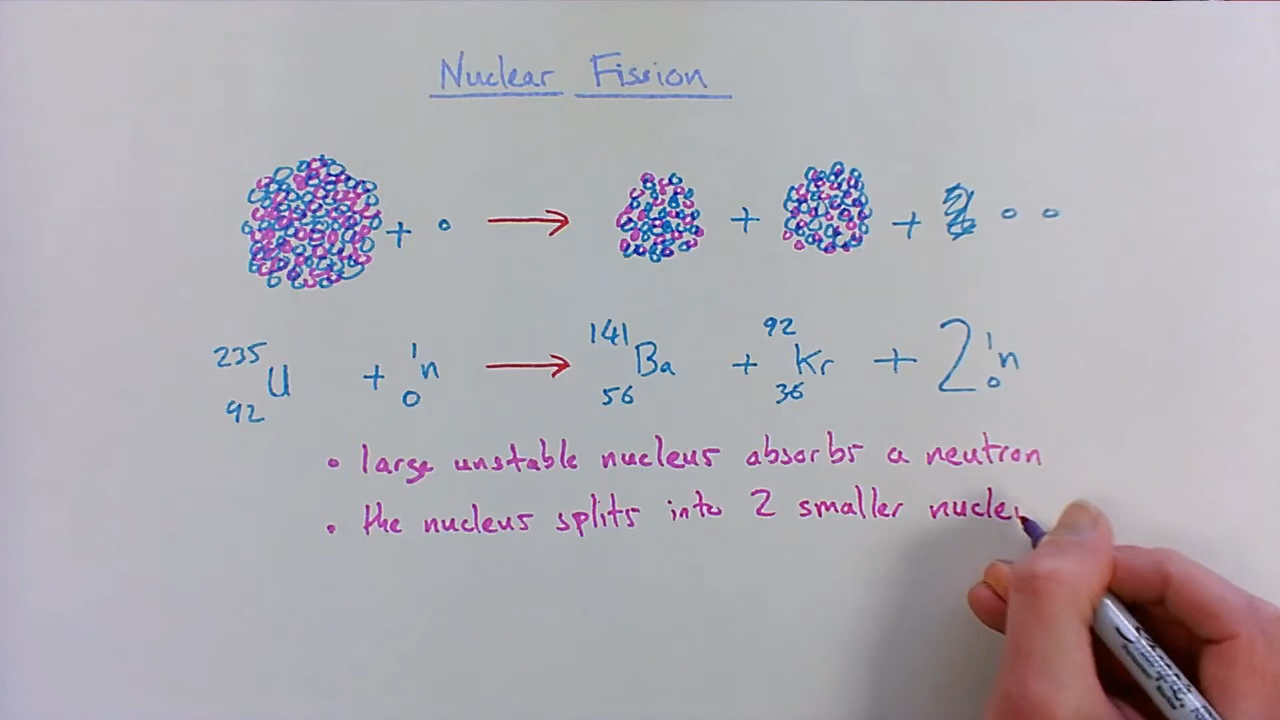 Nuclear Fission
+ → + +
235 92 U + 1 0 n → 141 56 Ba + 92 36 Kr + 2 1 0 n
• large unstable nucleus absorbs a neutron
• the nucleus splits into 2 smaller nucle